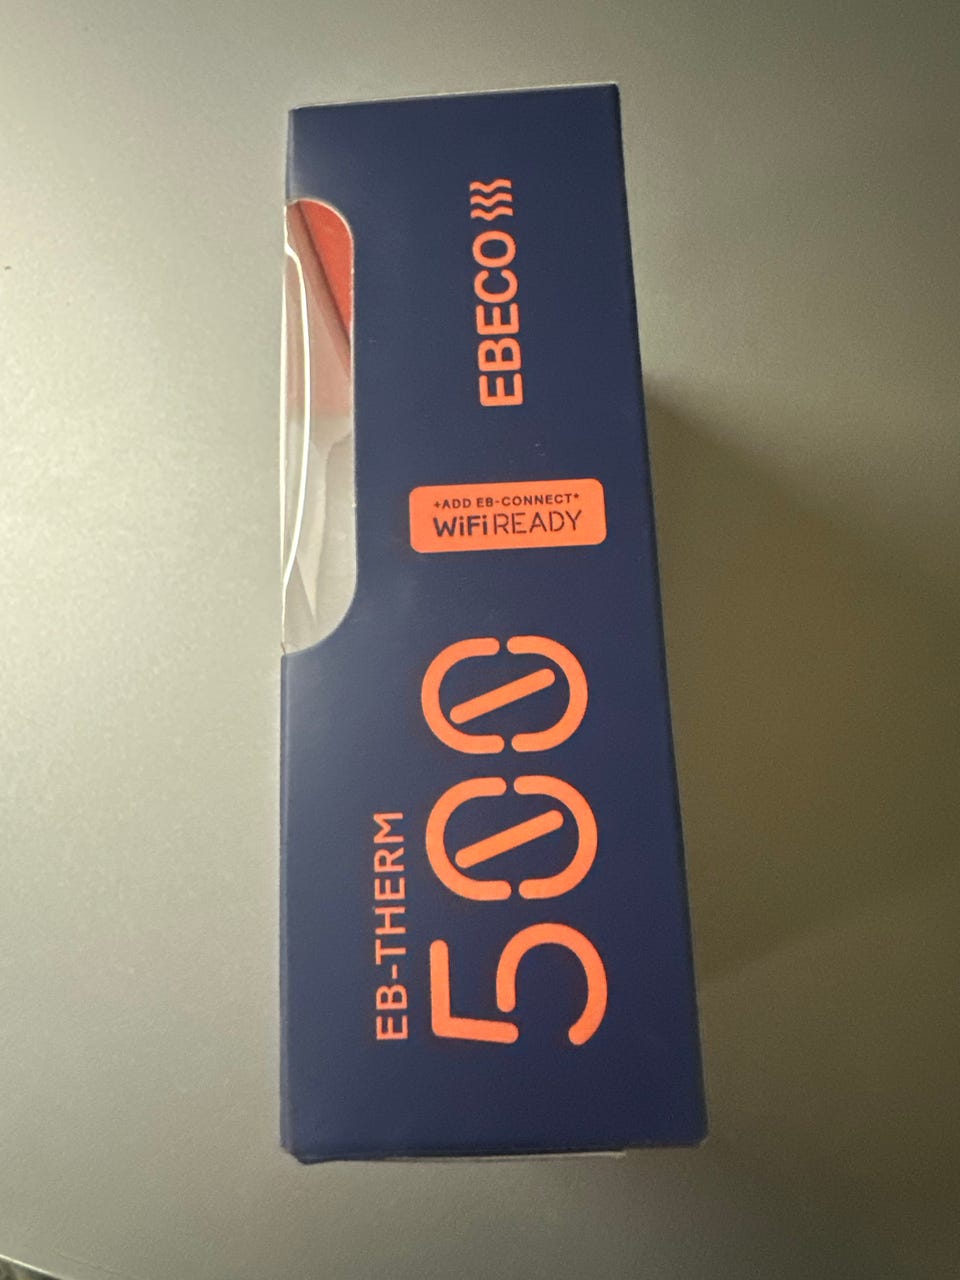 EB-THERM
500
+ADD EB-CONNECT*
WiFi READY
EBECO